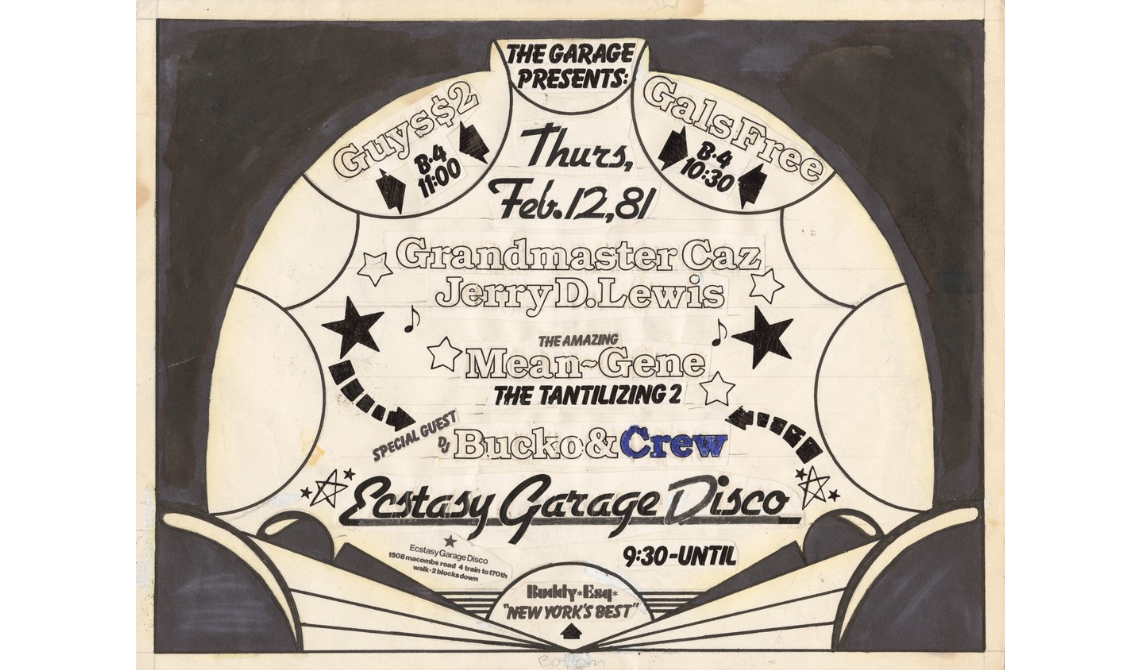 THE GARAGE
PRESENTS:
Guys $2
B·4
11:00
Gals Free
B·4
10:30
Thurs,
Feb. 12, 81
Grandmaster Caz
Jerry D. Lewis
THE AMAZING
Mean~Gene
THE TANTILIZING 2
SPECIAL GUEST
DJ Bucko & Crew
Ecstasy Garage Disco
Ecstasy Garage Disco
1508 macombs road 4 train to 170th
walk·2 blocks down
9:30-UNTIL
Buddy*Esq*
"NEW YORK'S BEST"
Bottom